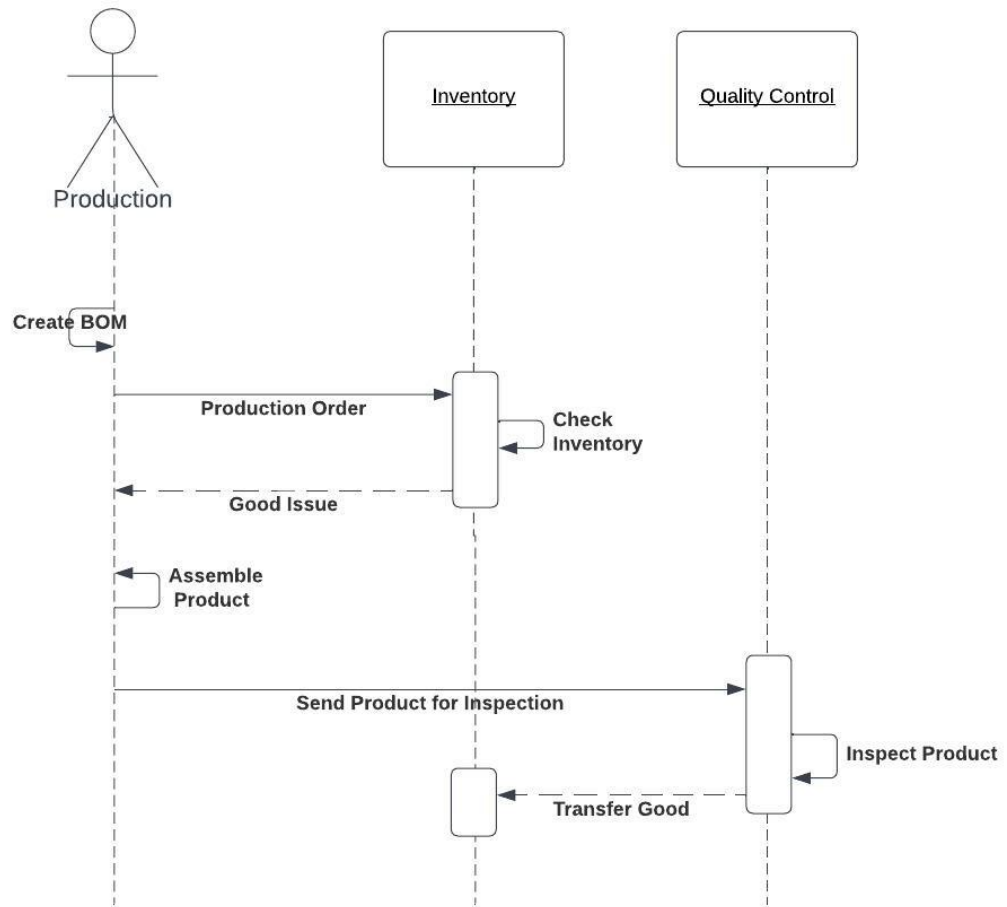 Inventory
Quality Control
Production
Create BOM
Production Order
Check
Inventory
Good Issue
Assemble
Product
Send Product for Inspection
Inspect Product
Transfer Good